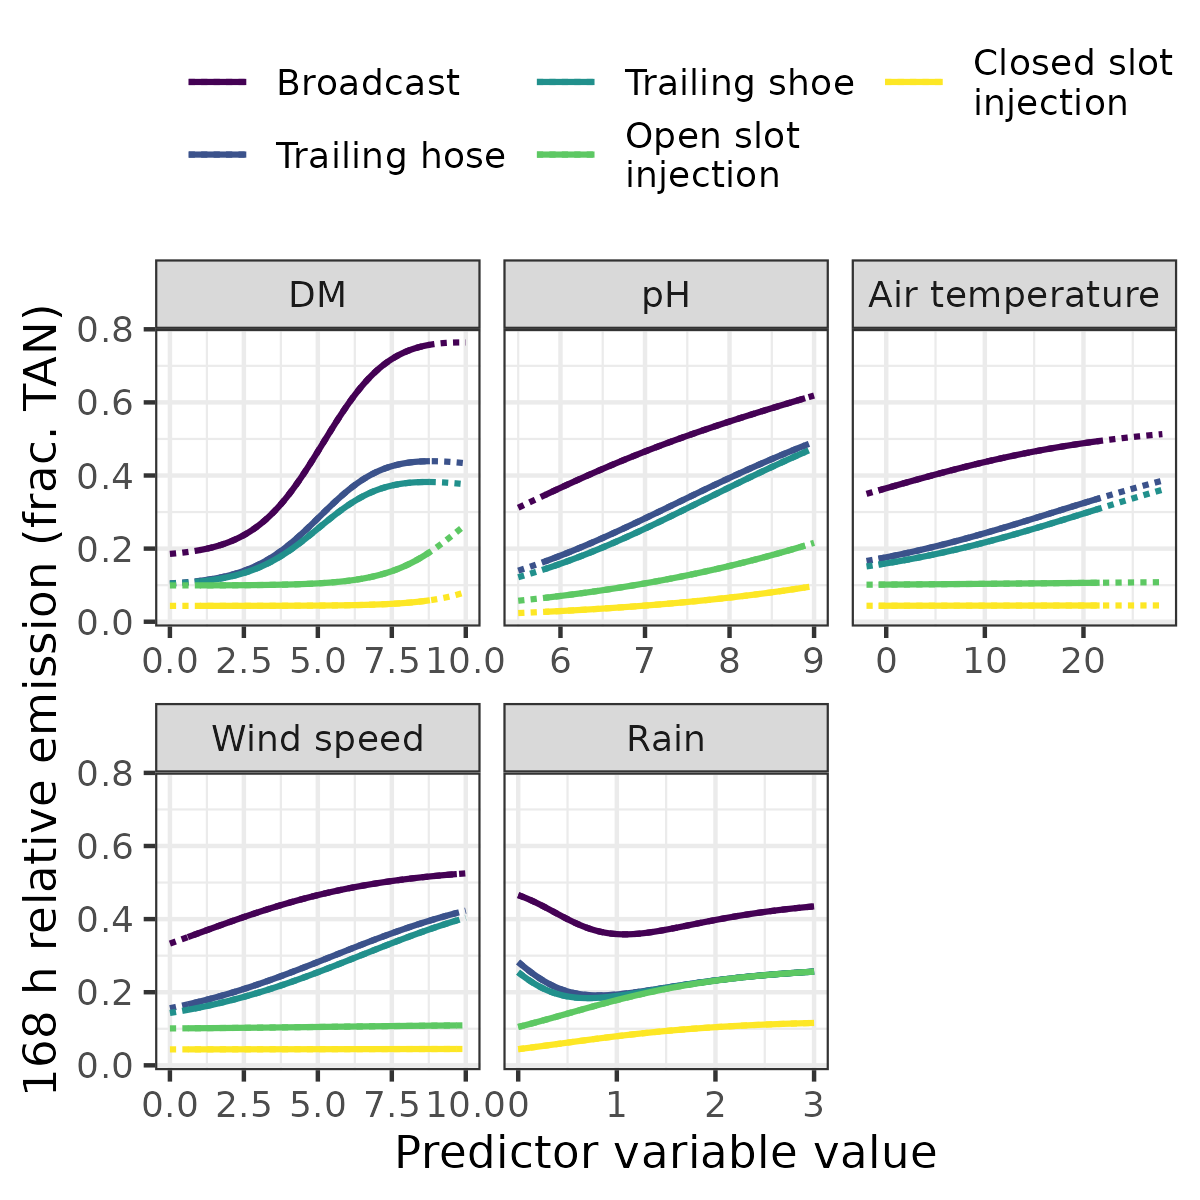 Broadcast
Trailing hose
Trailing shoe
Open slot
injection
Closed slot
injection
168 h relative emission (frac. TAN)
DM
pH
Air temperature
0.8
0.6
0.4
0.2
0.0
0.0 2.5 5.0 7.5 10.0
6 7 8 9
0 10 20
Wind speed
Rain
0.8
0.6
0.4
0.2
0.0
0.0 2.5 5.0 7.5 10.0
0 1 2 3
Predictor variable value